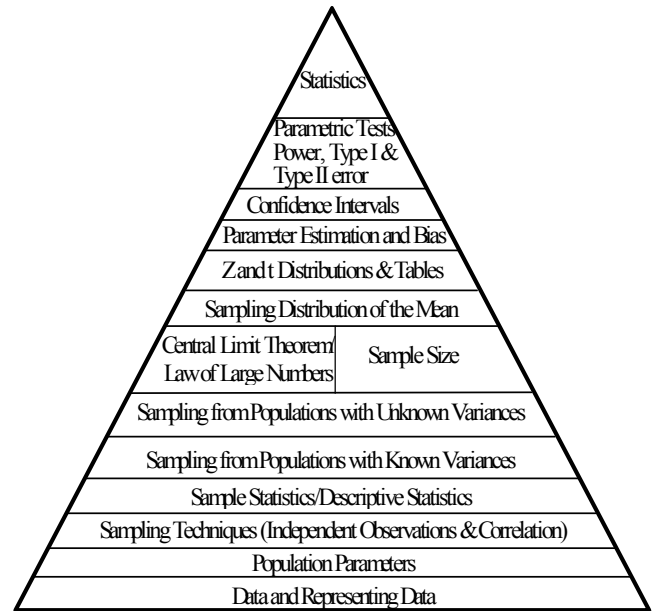 Statistics
Parametric Tests
Power, Type I &
Type II error
Confidence Intervals
Parameter Estimation and Bias
Z and t Distributions & Tables
Sampling Distribution of the Mean
Central Limit Theorem/
Law of Large Numbers
Sample Size
Sampling from Populations with Unknown Variances
Sampling from Populations with Known Variances
Sample Statistics/Descriptive Statistics
Sampling Techniques (Independent Observations & Correlation)
Population Parameters
Data and Representing Data